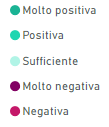 Molto positiva
Positiva
Sufficiente
Molto negativa
Negativa